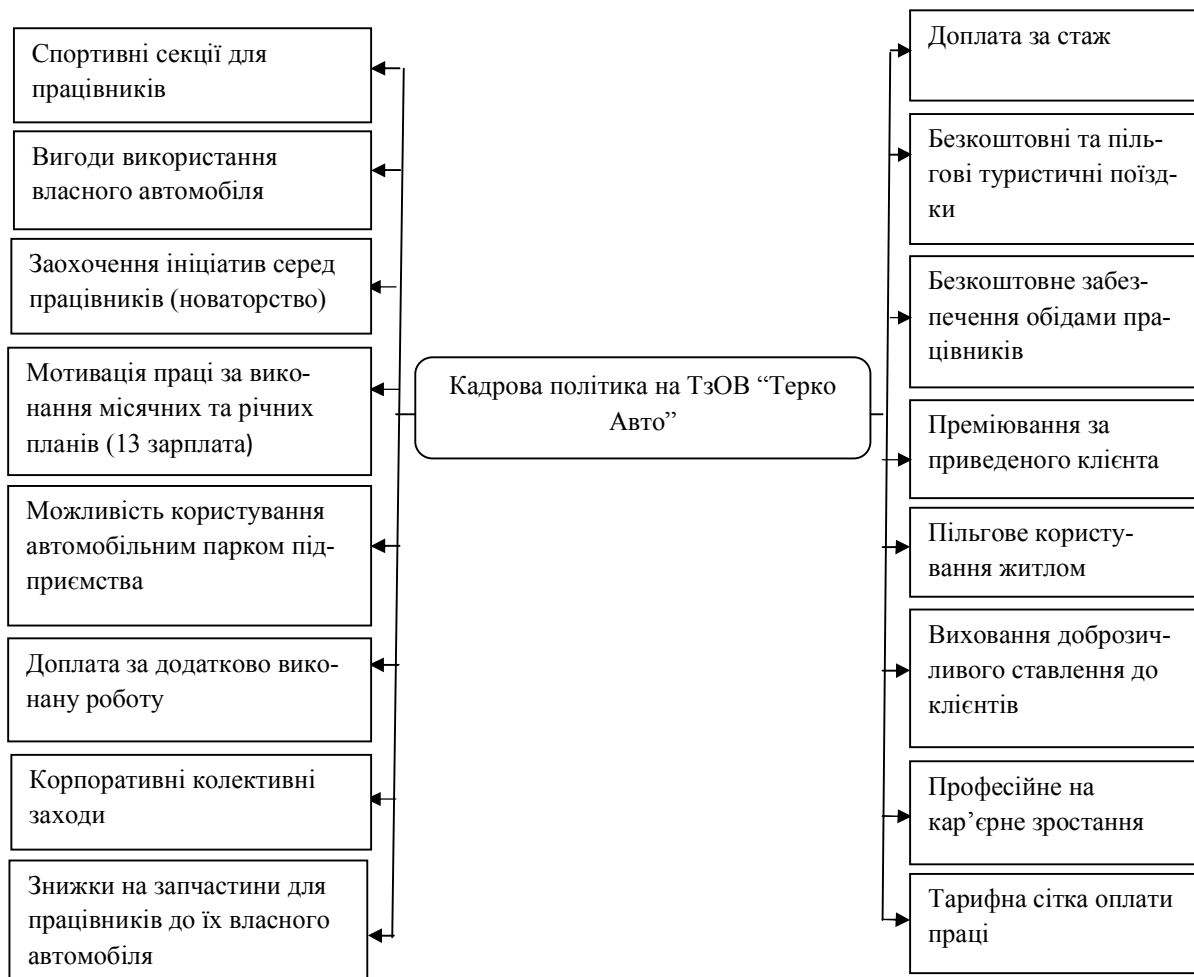 Спортивні секції для
працівників
Вигоди використання
власного автомобіля
Заохочення ініціатив серед
працівників (новаторство)
Мотивація праці за вико-
нання місячних та річних
планів (13 зарплата)
Можливість користування
автомобільним парком під-
приємства
Доплата за додатково вико-
нану роботу
Корпоративні колективні
заходи
Знижки на запчастини для
працівників до їх власного
автомобіля
Кадрова політика на ТзОВ “Терко
Авто”
Доплата за стаж
Безкоштовні та піль-
гові туристичні поїзд-
ки
Безкоштовне забез-
печення обідами пра-
цівників
Преміювання за
приведеного клієнта
Пільгове користу-
вання житлом
Виховання доброзич-
ливого ставлення до
клієнтів
Професійне на
кар’єрне зростання
Тарифна сітка оплати
праці